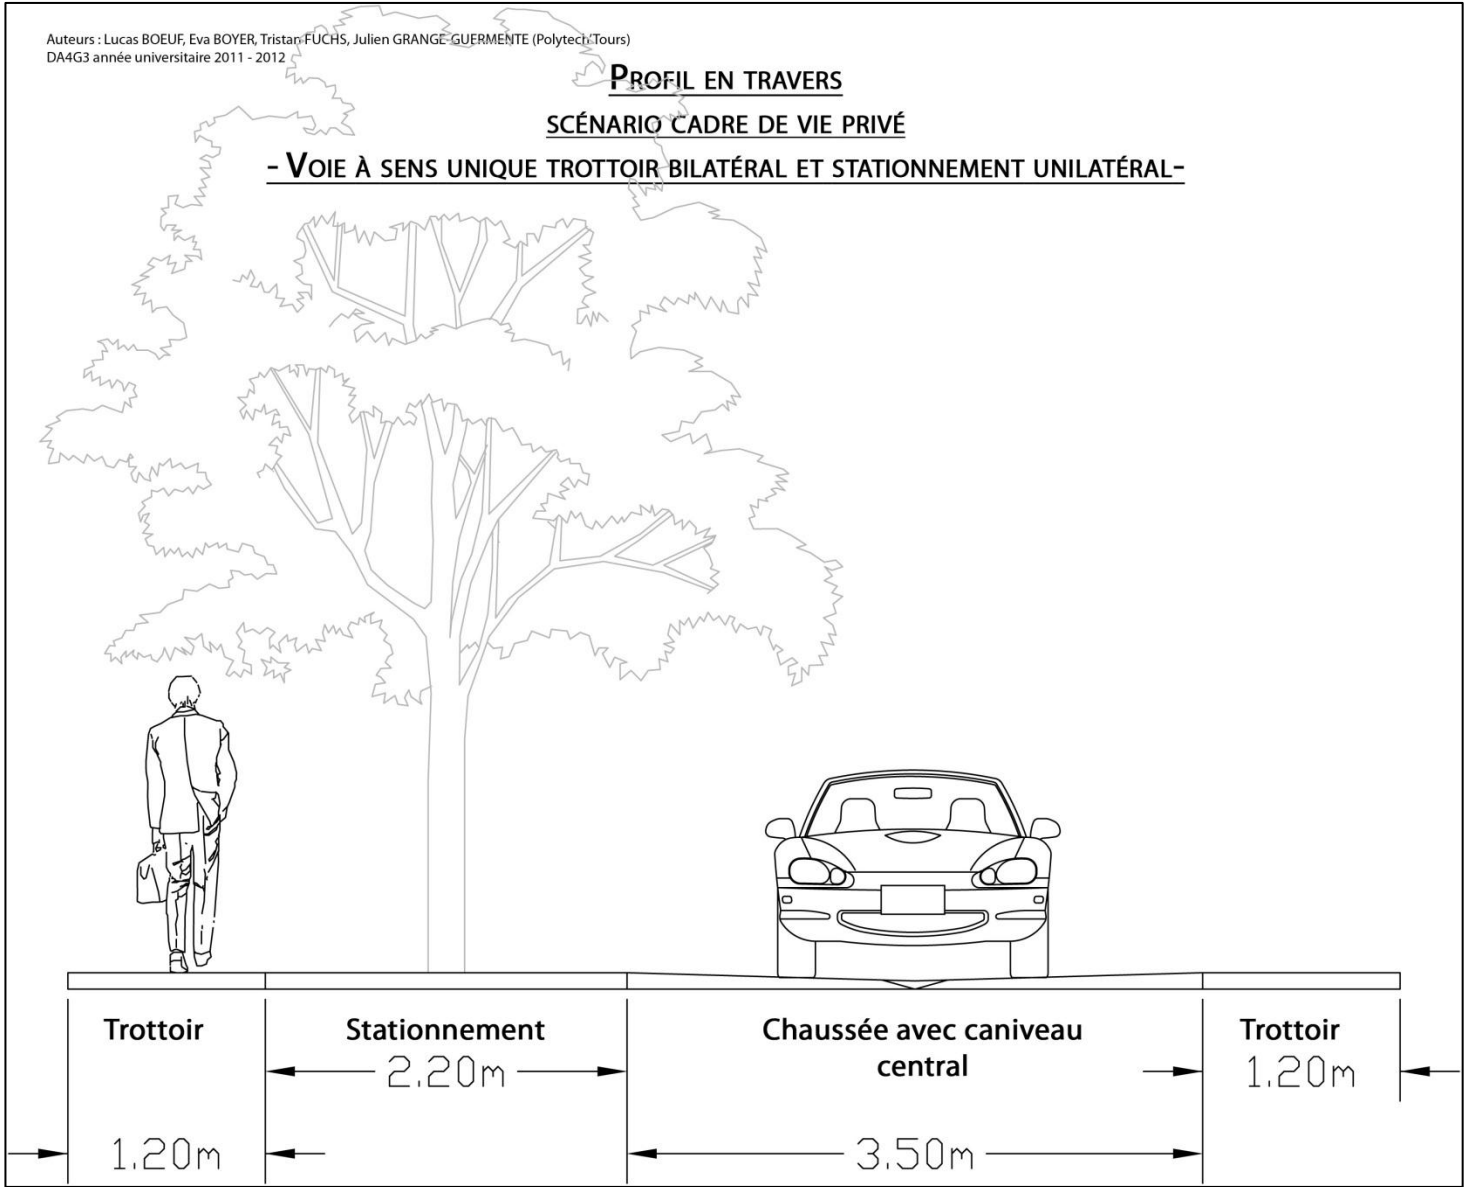 Auteurs : Lucas BOEUF, Eva BOYER, Tristan FUCHS, Julien GRANGE-GUERMENTE (Polytech'Tours)
DA4G3 année universitaire 2011 - 2012
PROFIL EN TRAVERS
SCÉNARIO CADRE DE VIE PRIVÉ
- VOIE À SENS UNIQUE TROTTOIR BILATÉRAL ET STATIONNEMENT UNILATÉRAL-
Trottoir
Stationnement
Chaussée avec caniveau
central
Trottoir
2.20m
1.20m
1.20m
3.50m